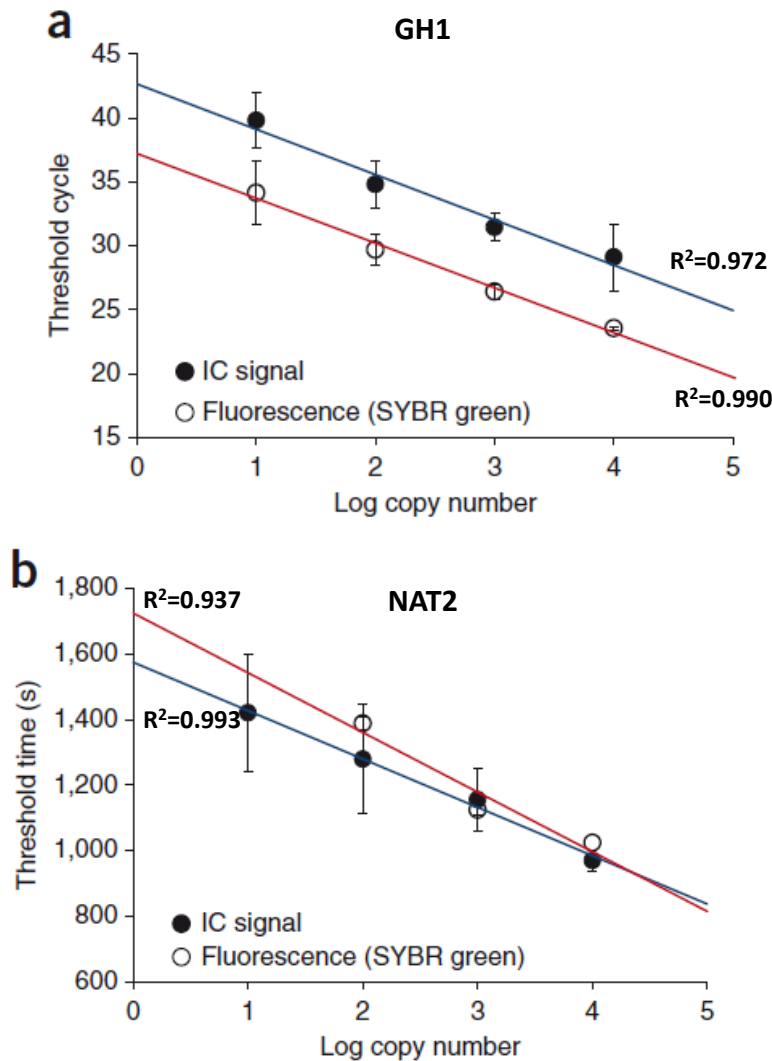 a
GH1
45
40
35
30
25
20
15
Threshold cycle
R²=0.972
R²=0.990
IC signal
Fluorescence (SYBR green)
0 1 2 3 4 5
Log copy number
b
NAT2
1,800
1,600
1,400
1,200
1,000
800
600
Threshold time (s)
R²=0.937
R²=0.993
IC signal
Fluorescence (SYBR green)
0 1 2 3 4 5
Log copy number